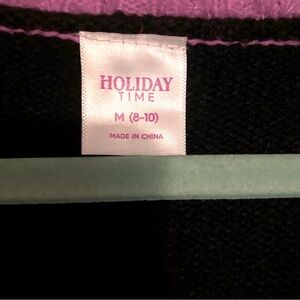 HOLIDAY
TIME
M (8-10)
MADE IN CHINA